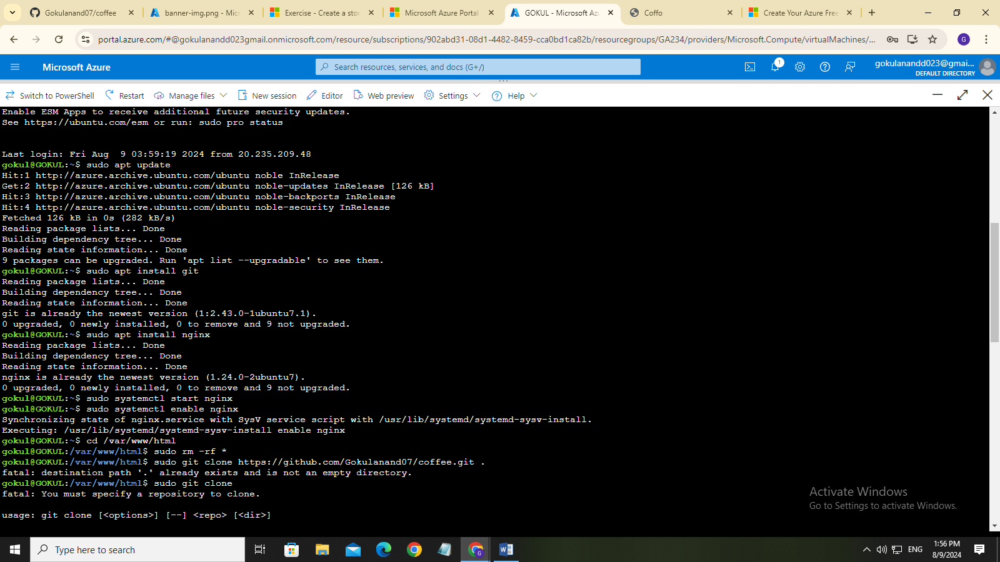 Gokulanand07/coffee
banner-img.png - Micr
Exercise - Create a stor
Microsoft Azure Portal
GOKUL - Microsoft Az
Coffo
Create Your Azure Free
portal.azure.com/#@gokulanandd023gmail.onmicrosoft.com/resource/subscriptions/902abd31-08d1-4482-8459-cca0bd1ca82b/resourcegroups/GA234/providers/Microsoft.Compute/virtualMachines/...
G
Microsoft Azure
Search resources, services, and docs (G+/)
1
gokulanandd023@gmai...
DEFAULT DIRECTORY
Switch to PowerShell
Restart
Manage files
New session
Editor
Web preview
Settings
Help
Enable ESM Apps to receive additional future security updates.
See https://ubuntu.com/esm or run: sudo pro status
Last login: Fri Aug  9 03:59:19 2024 from 20.235.209.48
gokul@GOKUL:~$ sudo apt update
Hit:1 http://azure.archive.ubuntu.com/ubuntu noble InRelease
Get:2 http://azure.archive.ubuntu.com/ubuntu noble-updates InRelease [126 kB]
Hit:3 http://azure.archive.ubuntu.com/ubuntu noble-backports InRelease
Hit:4 http://azure.archive.ubuntu.com/ubuntu noble-security InRelease
Fetched 126 kB in 0s (282 kB/s)
Reading package lists... Done
Building dependency tree... Done
Reading state information... Done
9 packages can be upgraded. Run 'apt list --upgradable' to see them.
gokul@GOKUL:~$ sudo apt install git
Reading package lists... Done
Building dependency tree... Done
Reading state information... Done
git is already the newest version (1:2.43.0-1ubuntu7.1).
0 upgraded, 0 newly installed, 0 to remove and 9 not upgraded.
gokul@GOKUL:~$ sudo apt install nginx
Reading package lists... Done
Building dependency tree... Done
Reading state information... Done
nginx is already the newest version (1.24.0-2ubuntu7).
0 upgraded, 0 newly installed, 0 to remove and 9 not upgraded.
gokul@GOKUL:~$ sudo systemctl start nginx
gokul@GOKUL:~$ sudo systemctl enable nginx
Synchronizing state of nginx.service with SysV service script with /usr/lib/systemd/systemd-sysv-install.
Executing: /usr/lib/systemd/systemd-sysv-install enable nginx
gokul@GOKUL:~$ cd /var/www/html
gokul@GOKUL:/var/www/html$ sudo rm -rf *
gokul@GOKUL:/var/www/html$ sudo git clone https://github.com/Gokulanand07/coffee.git .
fatal: destination path '.' already exists and is not an empty directory.
gokul@GOKUL:/var/www/html$ sudo git clone
fatal: You must specify a repository to clone.
usage: git clone [<options>] [--] <repo> [<dir>]
Activate Windows
Go to Settings to activate Windows.
Type here to search
G
W
ENG
1:56 PM
8/9/2024